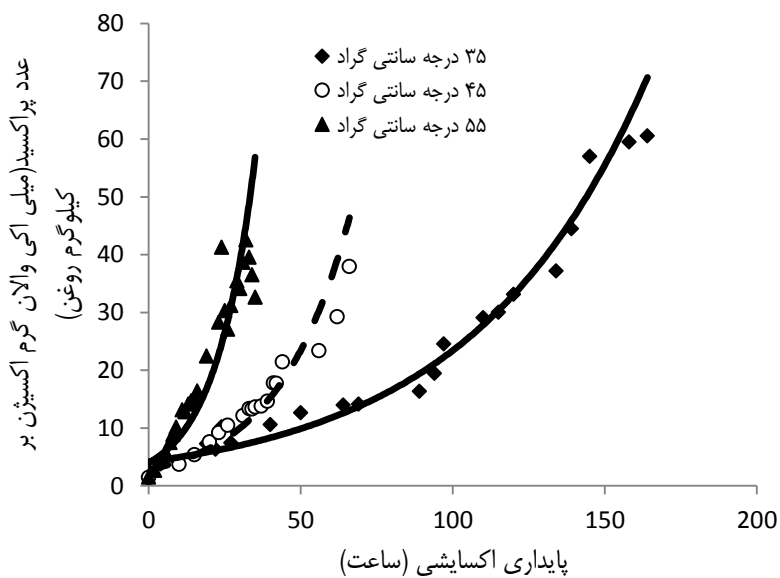 عدد پراکسید(میلی اکی والان گرم اکسیژن بر
کیلوگرم روغن)
80
70
60
50
40
30
20
10
0
۳۵ درجه سانتی گراد
۴۵ درجه سانتی گراد
۵۵ درجه سانتی گراد
0 50 100 150 200
پایداری اکسایشی (ساعت)